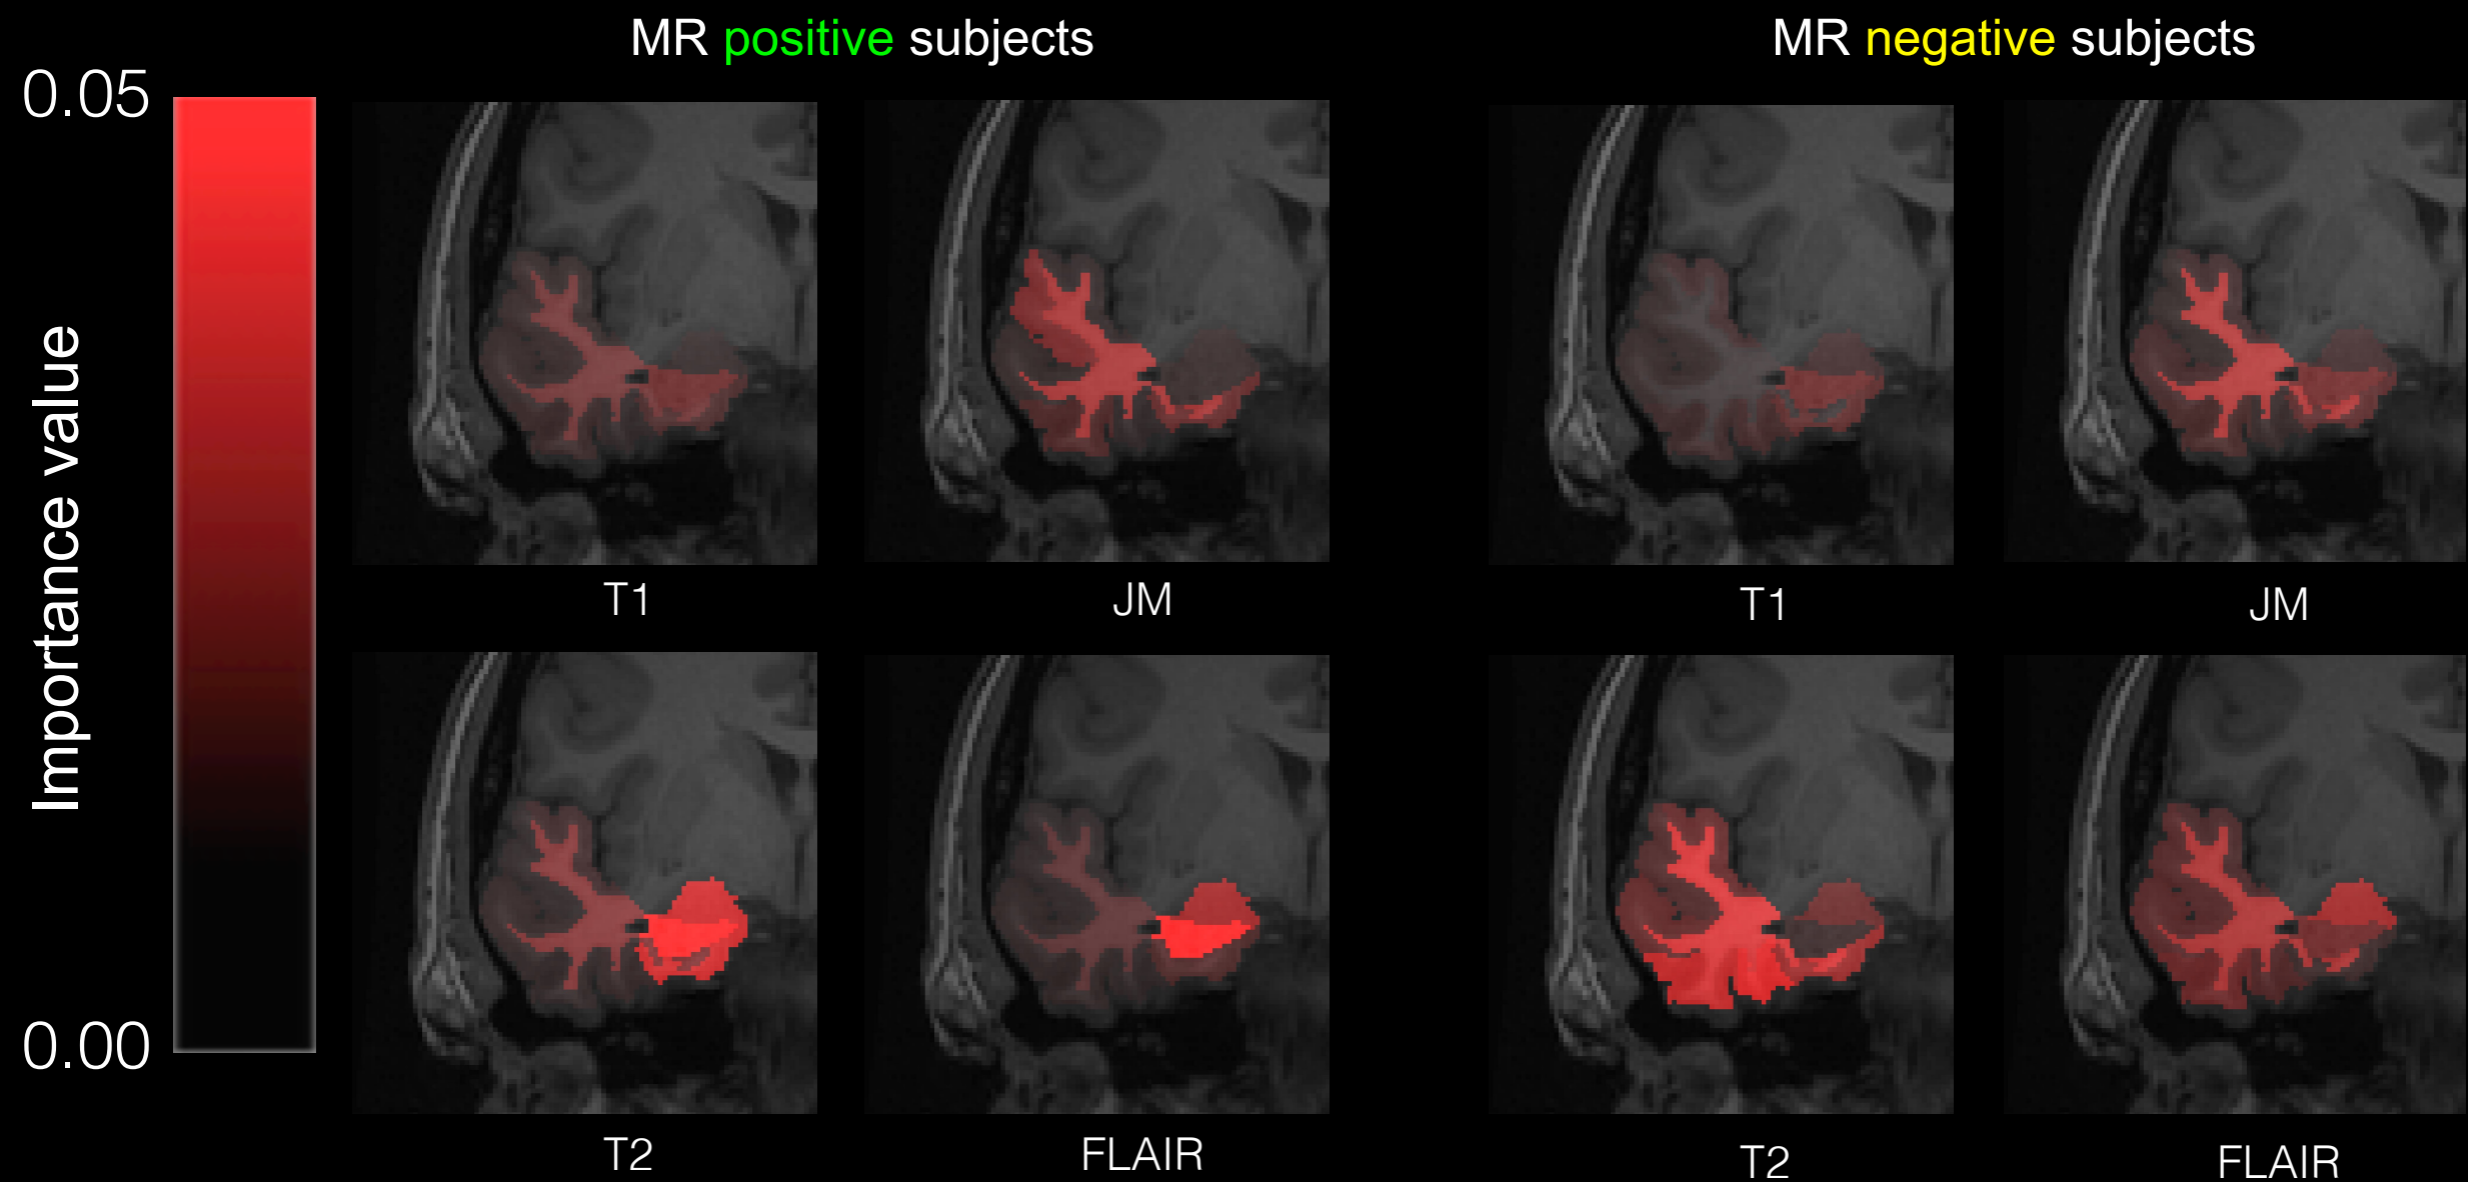 MR positive subjects
MR negative subjects
0.05
Importance value
0.00
T1
JM
T1
JM
T2
FLAIR
T2
FLAIR